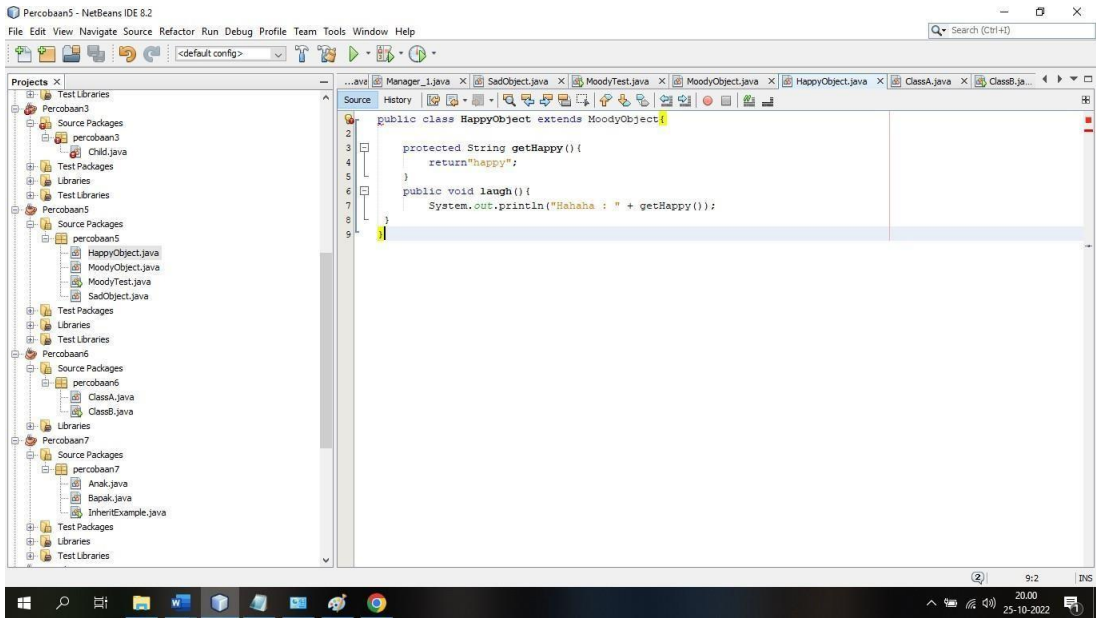 Percobaan5 - NetBeans IDE 8.2
File Edit View Navigate Source Refactor Run Debug Profile Team Tools Window Help
Search (Ctrl+I)
<default config>
Projects
...ava Manager_1.java SadObject.java MoodyTest.java MoodyObject.java HappyObject.java ClassA.java ClassB.ja...
Source History
Test Libraries
Percobaan3
Source Packages
percobaan3
Child.java
Test Packages
Libraries
Test Libraries
Percobaan5
Source Packages
percobaan5
HappyObject.java
MoodyObject.java
MoodyTest.java
SadObject.java
Test Packages
Libraries
Test Libraries
Percobaan6
Source Packages
percobaan6
ClassA.java
ClassB.java
Libraries
Percobaan7
Source Packages
percobaan7
Anak.java
Bapak.java
InheritExample.java
Test Packages
Libraries
Test Libraries
public class HappyObject extends MoodyObject{
2
3 protected String getHappy(){
4 return"happy";
5 }
6 public void laugh(){
7 System.out.println("Hahaha : " + getHappy());
8 }
9 }
2 9:2 INS
20.00
25-10-2022
1